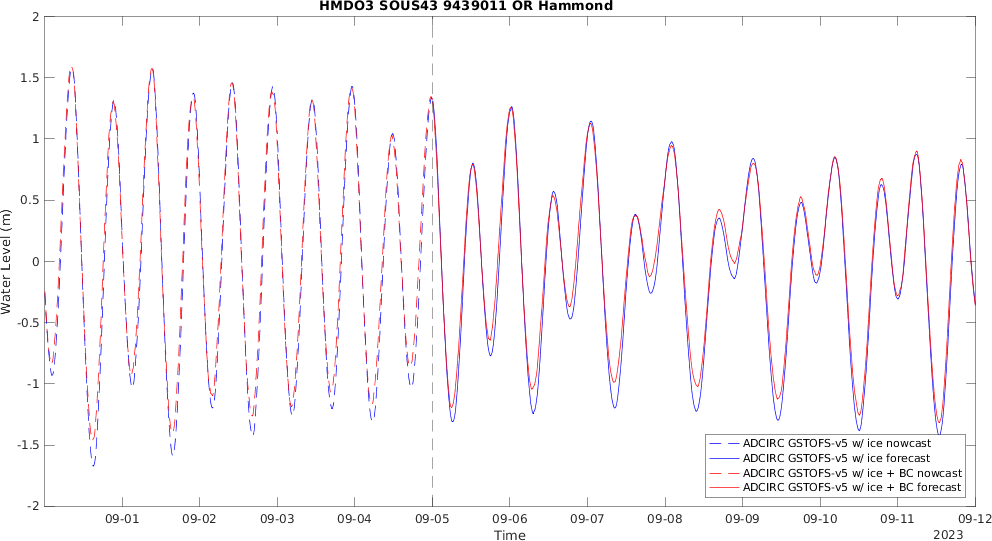 HMDO3 SOUS43 9439011 OR Hammond
2
1.5
1
0.5
0
-0.5
-1
-1.5
-2
Water Level (m)
ADCIRC GSTOFS-v5 w/ ice nowcast
ADCIRC GSTOFS-v5 w/ ice forecast
ADCIRC GSTOFS-v5 w/ ice + BC nowcast
ADCIRC GSTOFS-v5 w/ ice + BC forecast
09-01 09-02 09-03 09-04 09-05 09-06 09-07 09-08 09-09 09-10 09-11 09-12
Time
2023